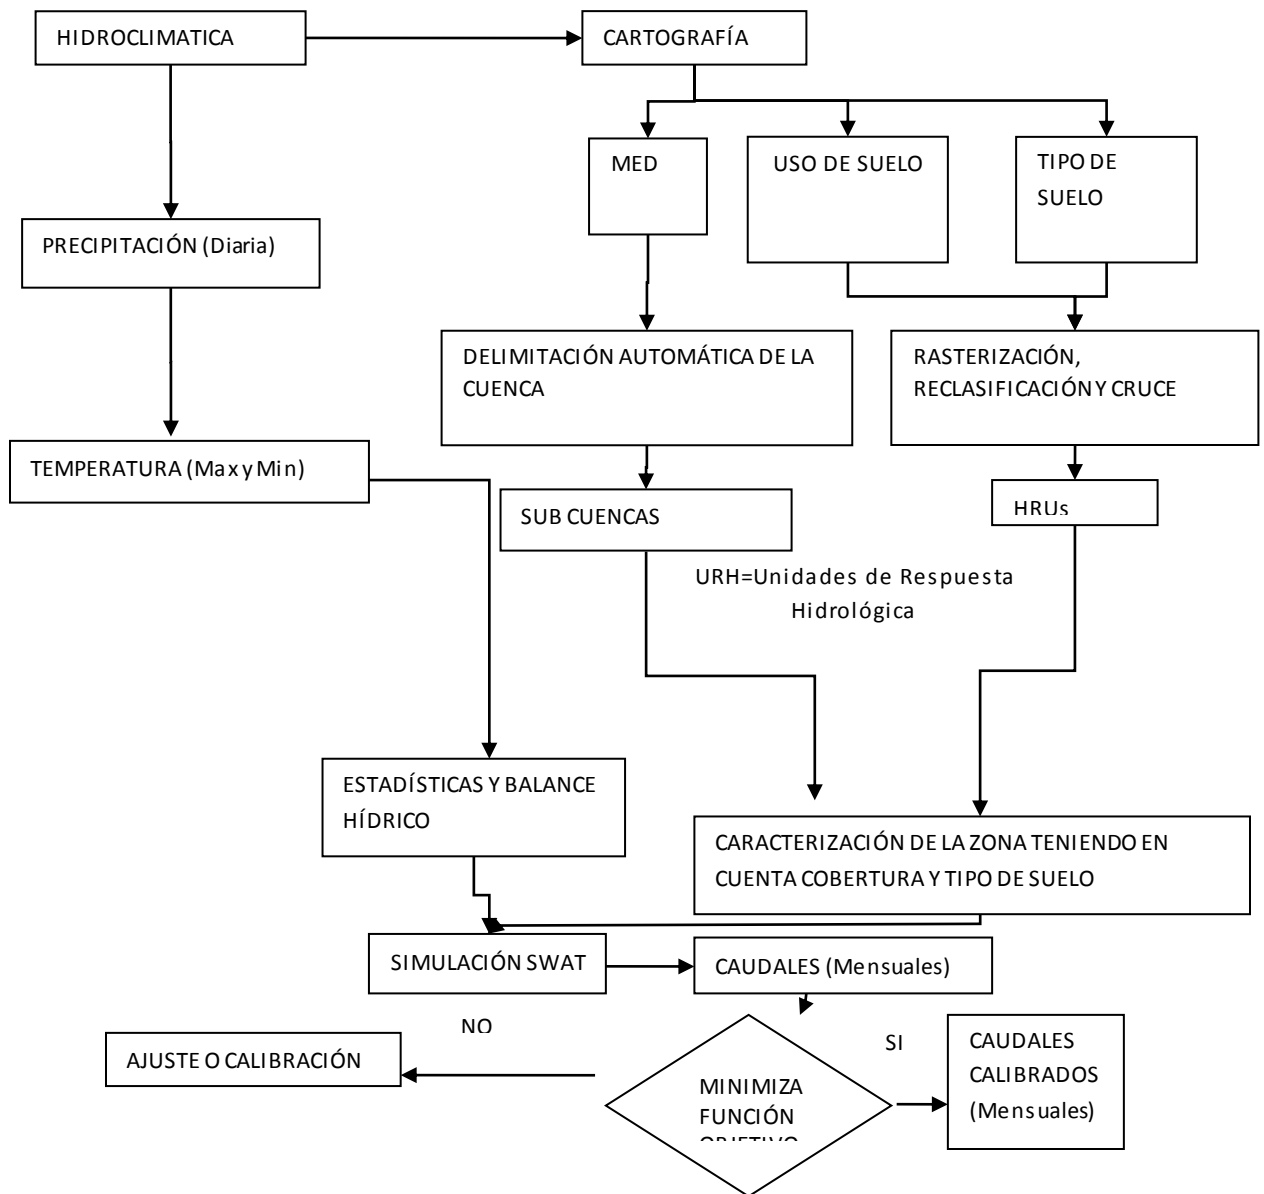 HIDROCLIMATICA
CARTOGRAFÍA
MED
USO DE SUELO
TIPO DE
SUELO
PRECIPITACIÓN (Diaria)
DELIMITACIÓN AUTOMÁTICA DE LA
CUENCA
RASTERIZACIÓN,
RECLASIFICACIÓN Y CRUCE
TEMPERATURA (Max y Min)
SUB CUENCAS
HRUs
URH=Unidades de Respuesta
Hidrológica
ESTADÍSTICAS Y BALANCE
HÍDRICO
CARACTERIZACIÓN DE LA ZONA TENIENDO EN
CUENTA COBERTURA Y TIPO DE SUELO
SIMULACIÓN SWAT
CAUDALES (Mensuales)
NO
SI
AJUSTE O CALIBRACIÓN
MINIMIZA
FUNCIÓN
OBJETIVO
CAUDALES
CALIBRADOS
(Mensuales)